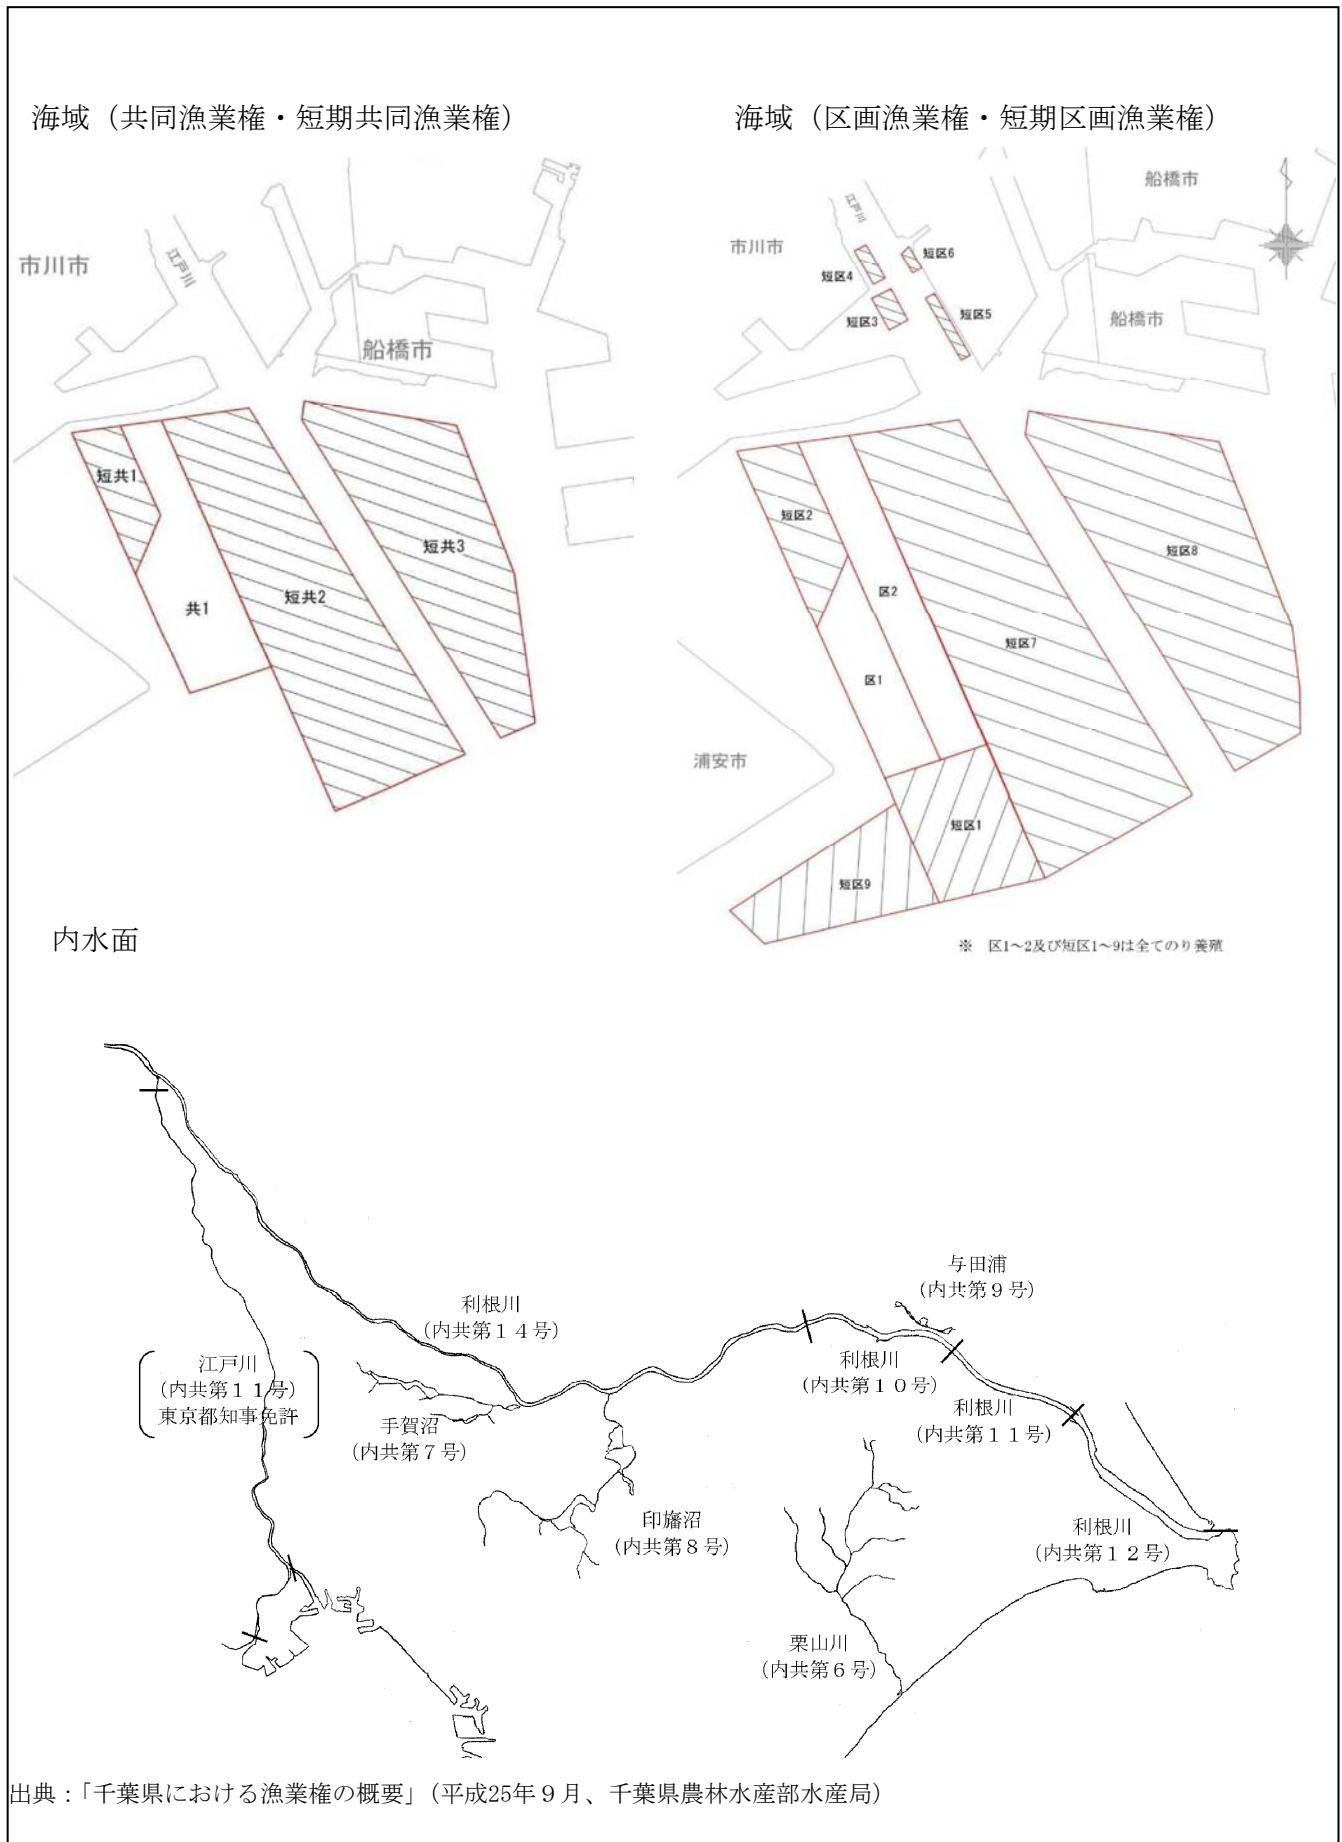 海域（共同漁業権・短期共同漁業権）
市川市
江戸川
船橋市
短共1
共1
短共2
短共3
海域（区画漁業権・短期区画漁業権）
船橋市
江戸川
市川市
短区4
短区6
短区3
短区5
船橋市
短区2
区2
短区8
短区7
区1
浦安市
短区1
短区9
※　区1～2及び短区1～9は全てのり養殖
内水面
与田浦
（内共第９号）
利根川
（内共第１４号）
江戸川
（内共第１１号）
東京都知事免許
利根川
（内共第１０号）
利根川
（内共第１１号）
手賀沼
（内共第７号）
印旛沼
（内共第８号）
利根川
（内共第１２号）
栗山川
（内共第６号）
出典：「千葉県における漁業権の概要」（平成25年９月、千葉県農林水産部水産局）